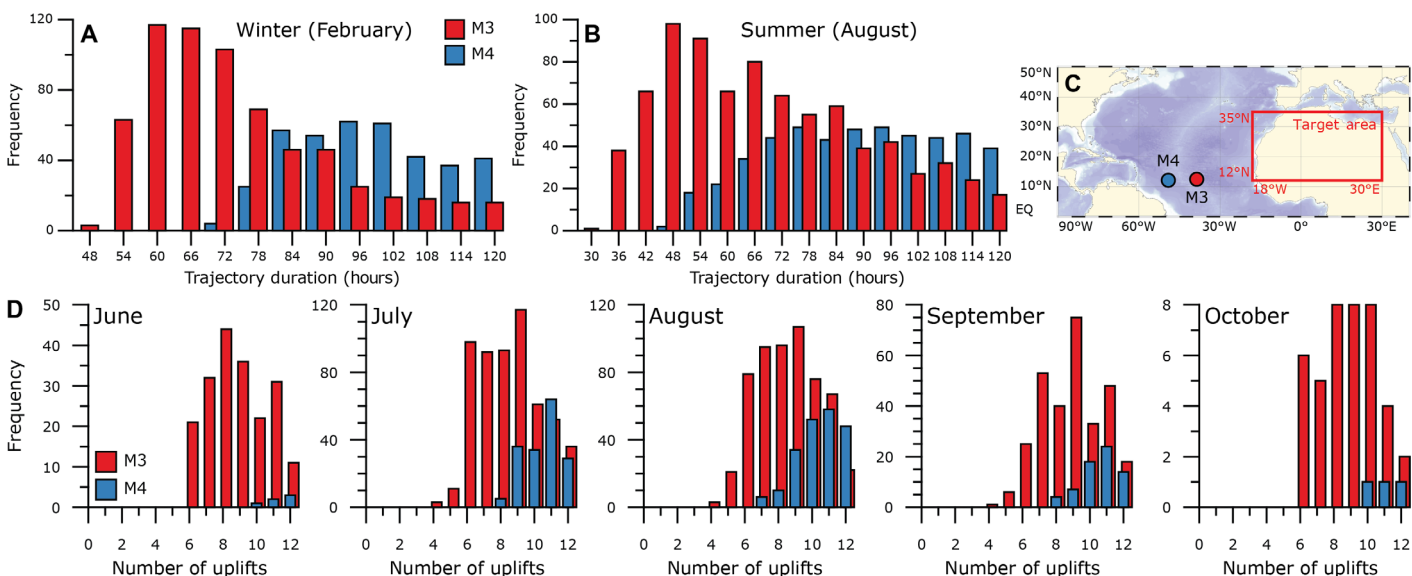 A
Winter (February)
M3
M4
Frequency
120
80
40
0
48 54 60 66 72 78 84 90 96 102 108 114 120
Trajectory duration (hours)
B
Summer (August)
Frequency
100
80
60
40
20
0
30 36 42 48 54 60 66 72 78 84 90 96 102 108 114 120
Trajectory duration (hours)
C
50°N
40°N
30°N
20°N
10°N
EQ
35°N
Target area
12°N
18°W 30°E
M4
M3
90°W 60°W 30°W 0° 30°E
D
June
Frequency
50
40
30
20
10
0
M3
M4
0 2 4 6 8 10 12
Number of uplifts
July
120
80
40
0
0 2 4 6 8 10 12
Number of uplifts
August
120
80
40
0
0 2 4 6 8 10 12
Number of uplifts
September
80
60
40
20
0
0 2 4 6 8 10 12
Number of uplifts
October
8
6
4
2
0
0 2 4 6 8 10 12
Number of uplifts